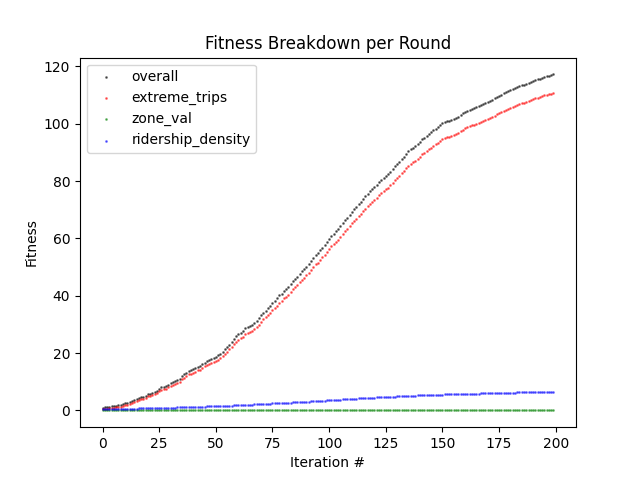 Fitness Breakdown per Round
overall
extreme_trips
zone_val
ridership_density
Fitness
120
100
80
60
40
20
0
0 25 50 75 100 125 150 175 200
Iteration #